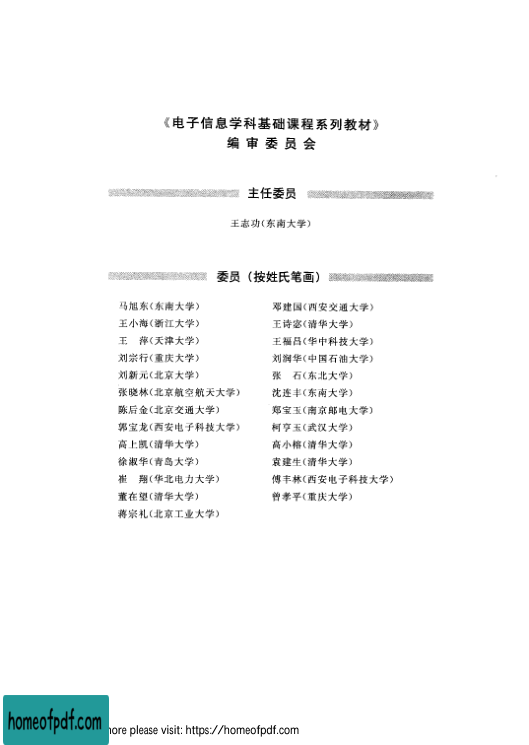 《电子信息学科基础课程系列教材》
编审委员会
主任委员
王志功(东南大学)
委员（按姓氏笔画）
马旭东(东南大学) 邓建国(西安交通大学)
王小海(浙江大学) 王诗宓(清华大学)
王　萍(天津大学) 王福昌(华中科技大学)
刘宗行(重庆大学) 刘润华(中国石油大学)
刘新元(北京大学) 张　石(东北大学)
张晓林(北京航空航天大学) 沈连丰(东南大学)
陈后金(北京交通大学) 郑宝玉(南京邮电大学)
郭宝龙(西安电子科技大学) 柯亨玉(武汉大学)
高上凯(清华大学) 高小榕(清华大学)
徐淑华(青岛大学) 袁建生(清华大学)
崔　翔(华北电力大学) 傅丰林(西安电子科技大学)
董在望(清华大学) 曾孝平(重庆大学)
蒋宗礼(北京工业大学)
homeofpdf.com
more please visit: https://homeofpdf.com